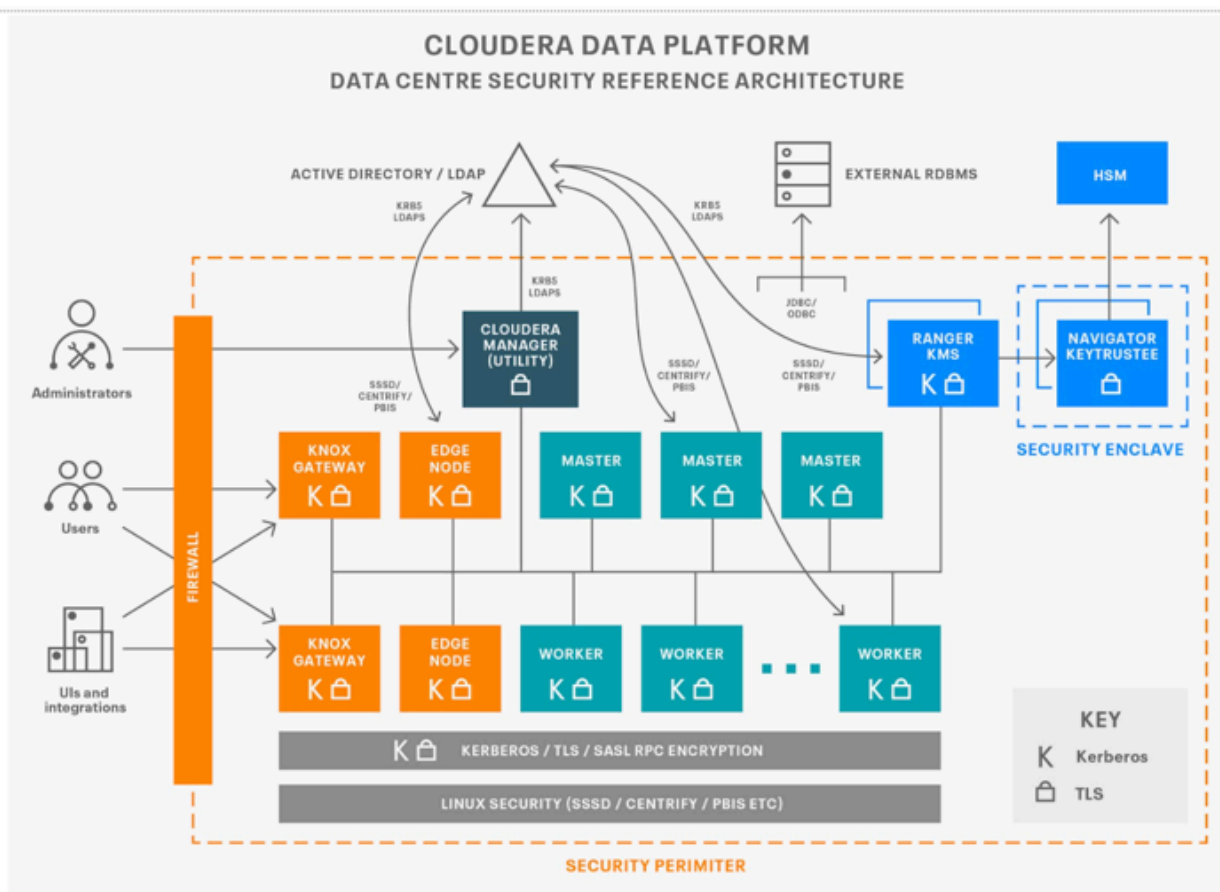 CLOUDERA DATA PLATFORM
DATA CENTRE SECURITY REFERENCE ARCHITECTURE
ACTIVE DIRECTORY / LDAP
EXTERNAL RDBMS
HSM
KRB5
LDAPS
KRB5
LDAPS
KRB5
LDAPS
JDBC/
ODBC
Administrators
CLOUDERA
MANAGER
(UTILITY)
RANGER
KMS
K
NAVIGATOR
KEYTRUSTEE
SSSD/
CENTRIFY/
PBIS
SSSD/
CENTRIFY/
PBIS
SSSD/
CENTRIFY/
PBIS
SECURITY ENCLAVE
Users
FIREWALL
KNOX
GATEWAY
K
EDGE
NODE
K
MASTER
K
MASTER
K
MASTER
K
UIs and
integrations
KNOX
GATEWAY
K
EDGE
NODE
K
WORKER
K
WORKER
K
WORKER
K
K KERBEROS / TLS / SASL RPC ENCRYPTION
LINUX SECURITY (SSSD / CENTRIFY / PBIS ETC)
KEY
K Kerberos
TLS
SECURITY PERIMITER